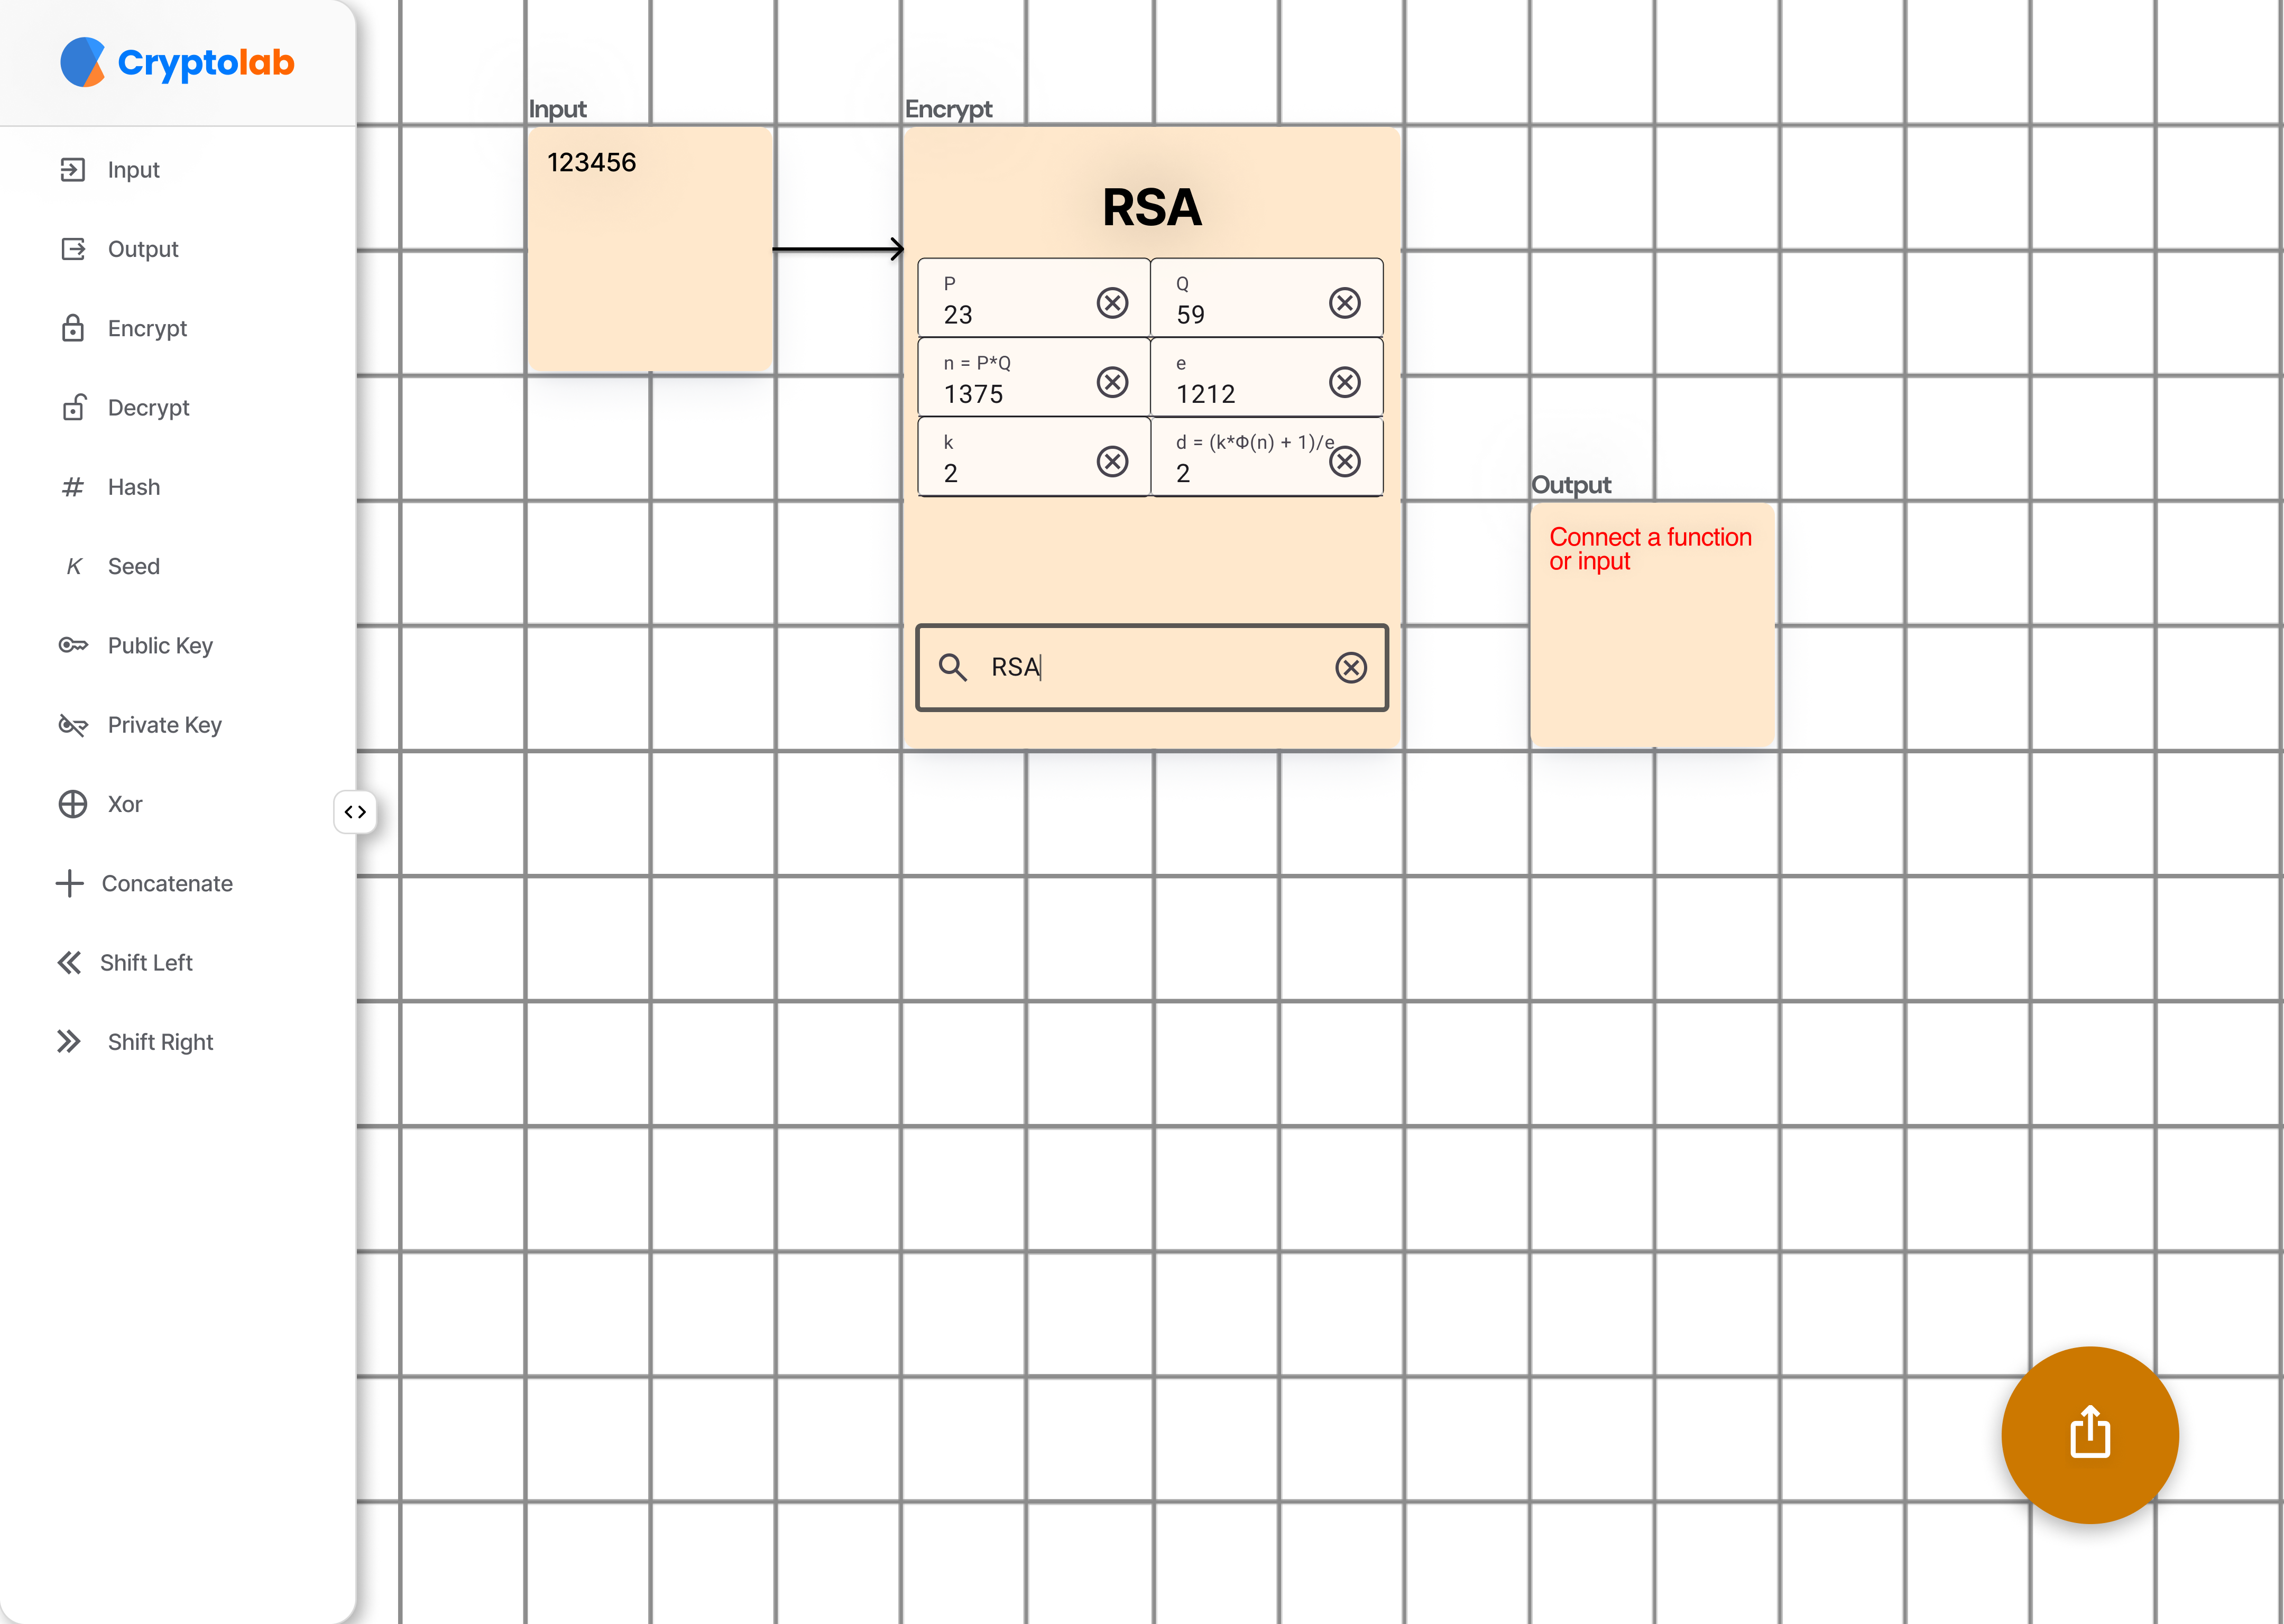 Cryptolab
Input
Output
Encrypt
Decrypt
Hash
K Seed
Public Key
Private Key
Xor
Concatenate
Shift Left
Shift Right
Input
123456
Encrypt
RSA
P
23
Q
59
n = P*Q
1375
e
1212
k
2
d = (k*Φ(n) + 1)/e
2
RSA
Output
Connect a function
or input